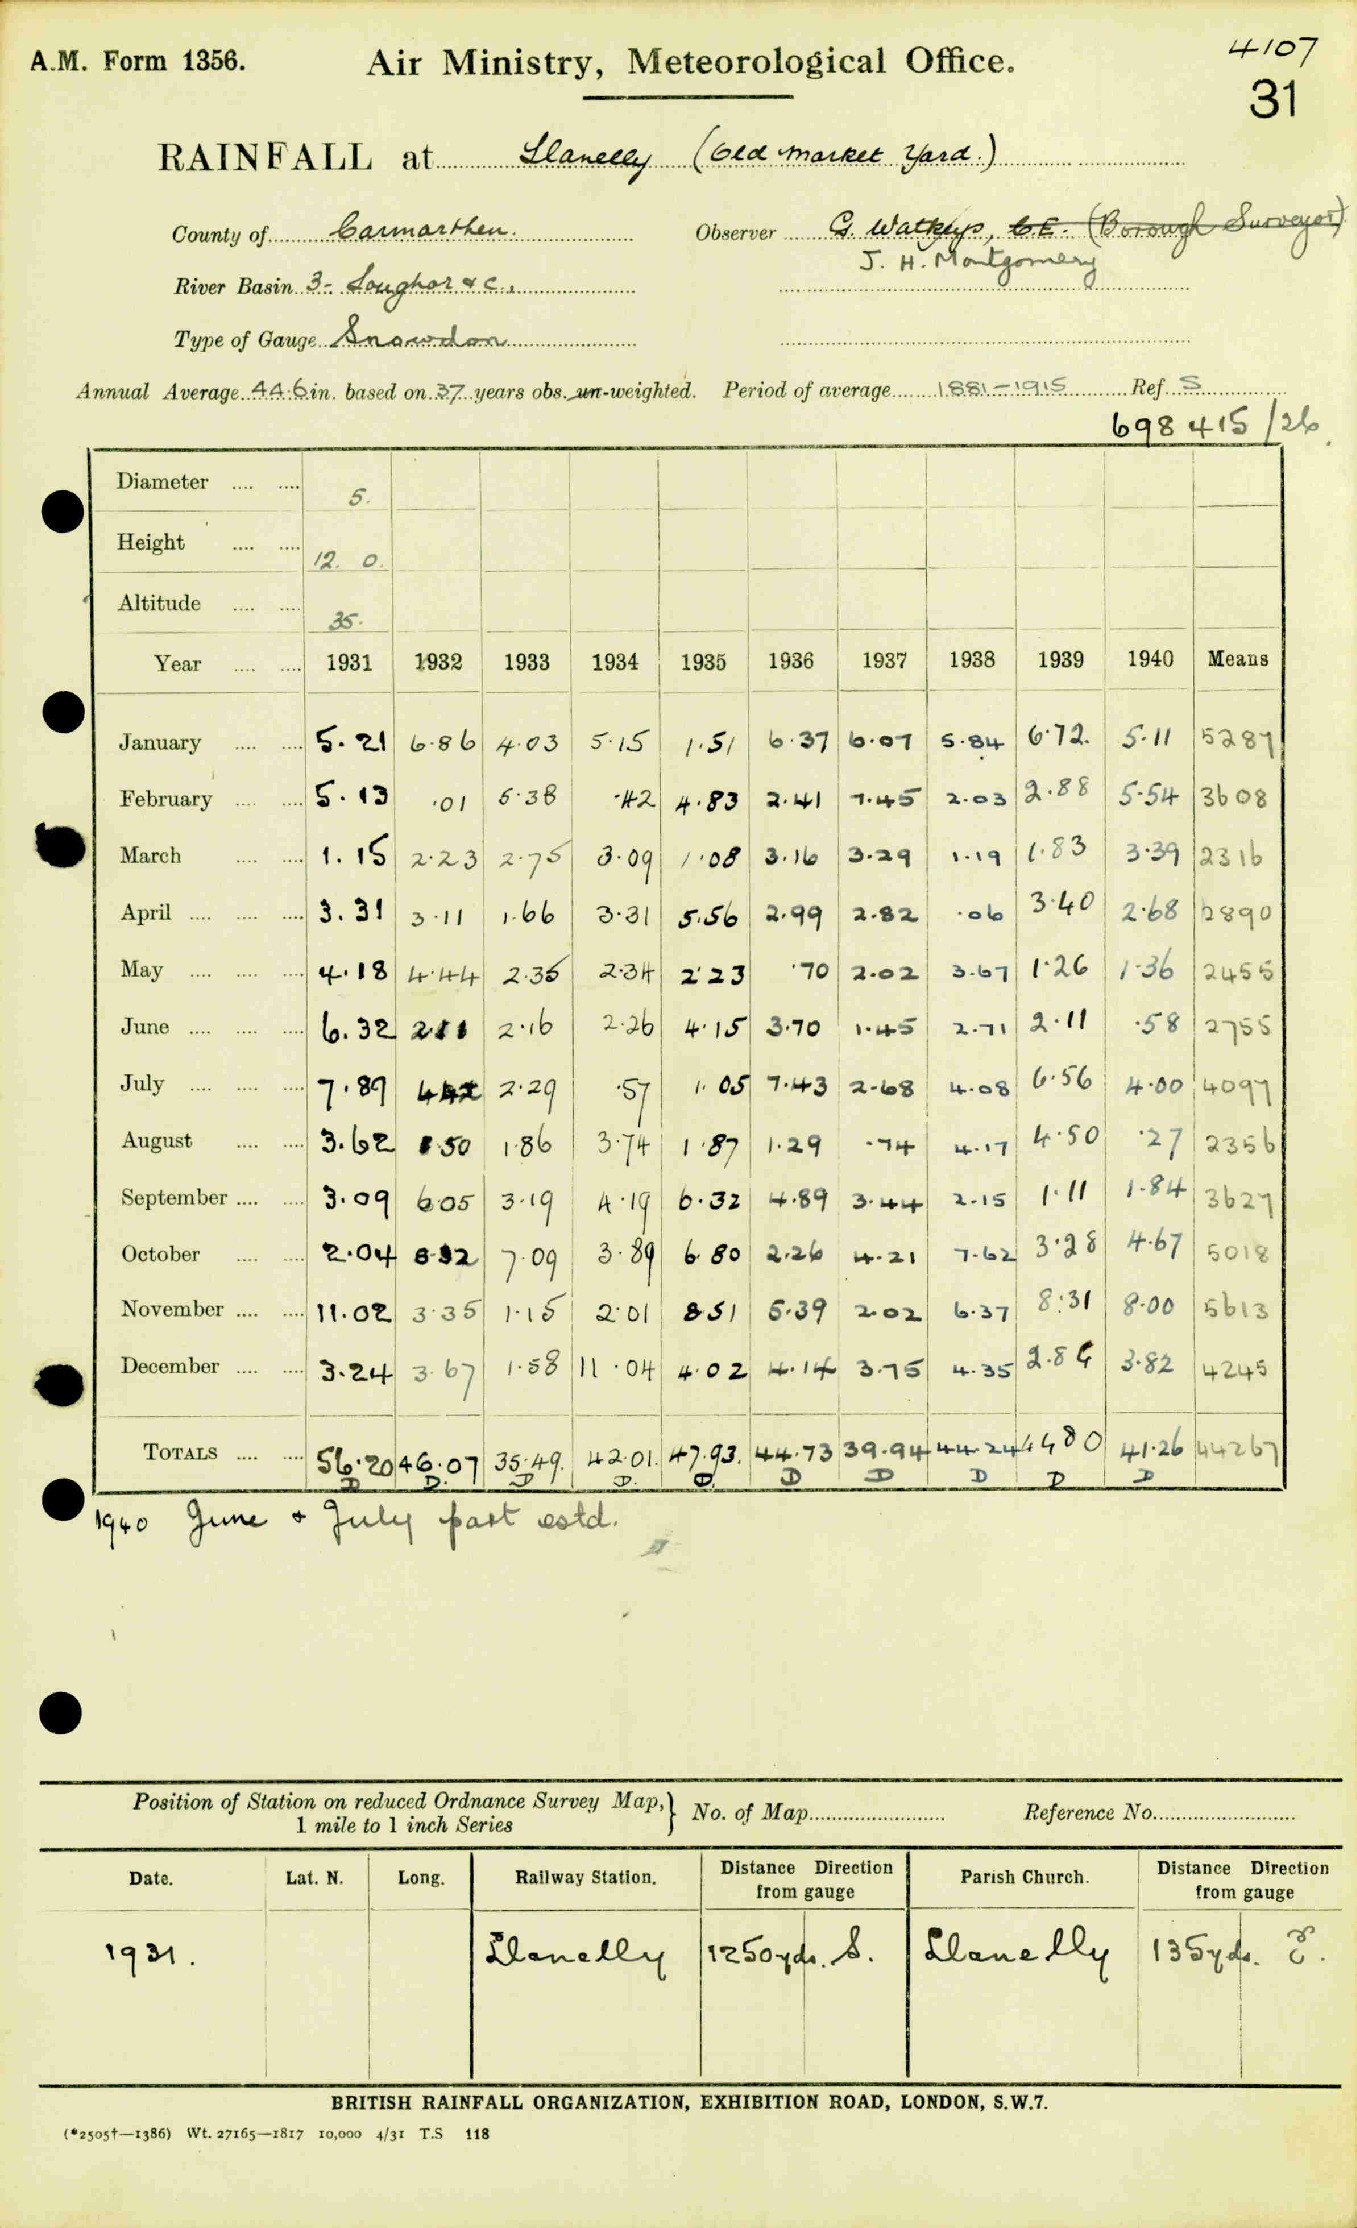 A.M. Form 1356.
Air Ministry, Meteorological Office.
4107
31
RAINFALL at Llanelly (Old Market Yard.)
County of Carmarthen. Observer G. Watkeys, C.E. (Borough Surveyor)
J. H. Montgomery
River Basin 3- Loughor & c.,
Type of Gauge Snowdon
Annual Average 44.6 in. based on 37 years obs. un-weighted. Period of average 1881-1915 Ref. S
698 415 /26
Diameter .... .... 5.
Height .... .... 12. 0.
Altitude .... .... 35.
Year .... .... 1931 1932 1933 1934 1935 1936 1937 1938 1939 1940 Means
January .... .... 5.21 6.86 4.03 5.15 1.51 6.37 6.07 5.84 6.72. 5.11 5287
February .... .... 5.13 .01 5.38 .42 4.83 2.41 7.45 2.03 2.88 5.54 3608
March .... .... 1.15 2.23 2.75 3.09 1.08 3.16 3.29 1.19 1.83 3.39 2316
April .... .... .... 3.31 3.11 1.66 3.31 5.56 2.99 2.82 .06 3.40 2.68 2890
May .... .... .... 4.18 4.44 2.35 2.34 2.23 .70 2.02 3.67 1.26 1.36 2455
June .... .... .... 6.32 2.11 2.16 2.26 4.15 3.70 1.45 2.71 2.11 .58 2755
July .... .... .... 7.89 4.42 2.29 .57 1.05 7.43 2.68 4.08 6.56 4.00 4097
August .... .... 3.62 1.50 1.86 3.74 1.87 1.29 .74 4.17 4.50 .27 2356
September .... .... 3.09 6.05 3.19 4.19 6.32 4.89 3.44 2.15 1.11 1.84 3627
October .... .... 2.04 8.32 7.09 3.89 6.80 2.26 4.21 7.62 3.28 4.67 5018
November .... .... 11.02 3.35 1.15 2.01 8.51 5.39 2.02 6.37 8.31 8.00 5613
December .... .... 3.24 3.67 1.58 11.04 4.02 4.14 3.75 4.35 2.84 3.82 4245
TOTALS .... .... 56.20 46.07 35.49. 42.01. 47.93. 44.73 39.94 44.24 44 80 41.26 44267
D D. D D. D. D D D D D
1940 June & July part estd.
Position of Station on reduced Ordnance Survey Map,} No. of Map Reference No.
1 mile to 1 inch Series
Date. Lat. N. Long. Railway Station. Distance Direction from gauge Parish Church. Distance Direction from gauge
1931. Llanelly 1250yds. S. Llanelly 135yds. E.
BRITISH RAINFALL ORGANIZATION, EXHIBITION ROAD, LONDON, S.W.7.
(*2505†—1386) Wt. 27165—1817 10,000 4/31 T.S 118